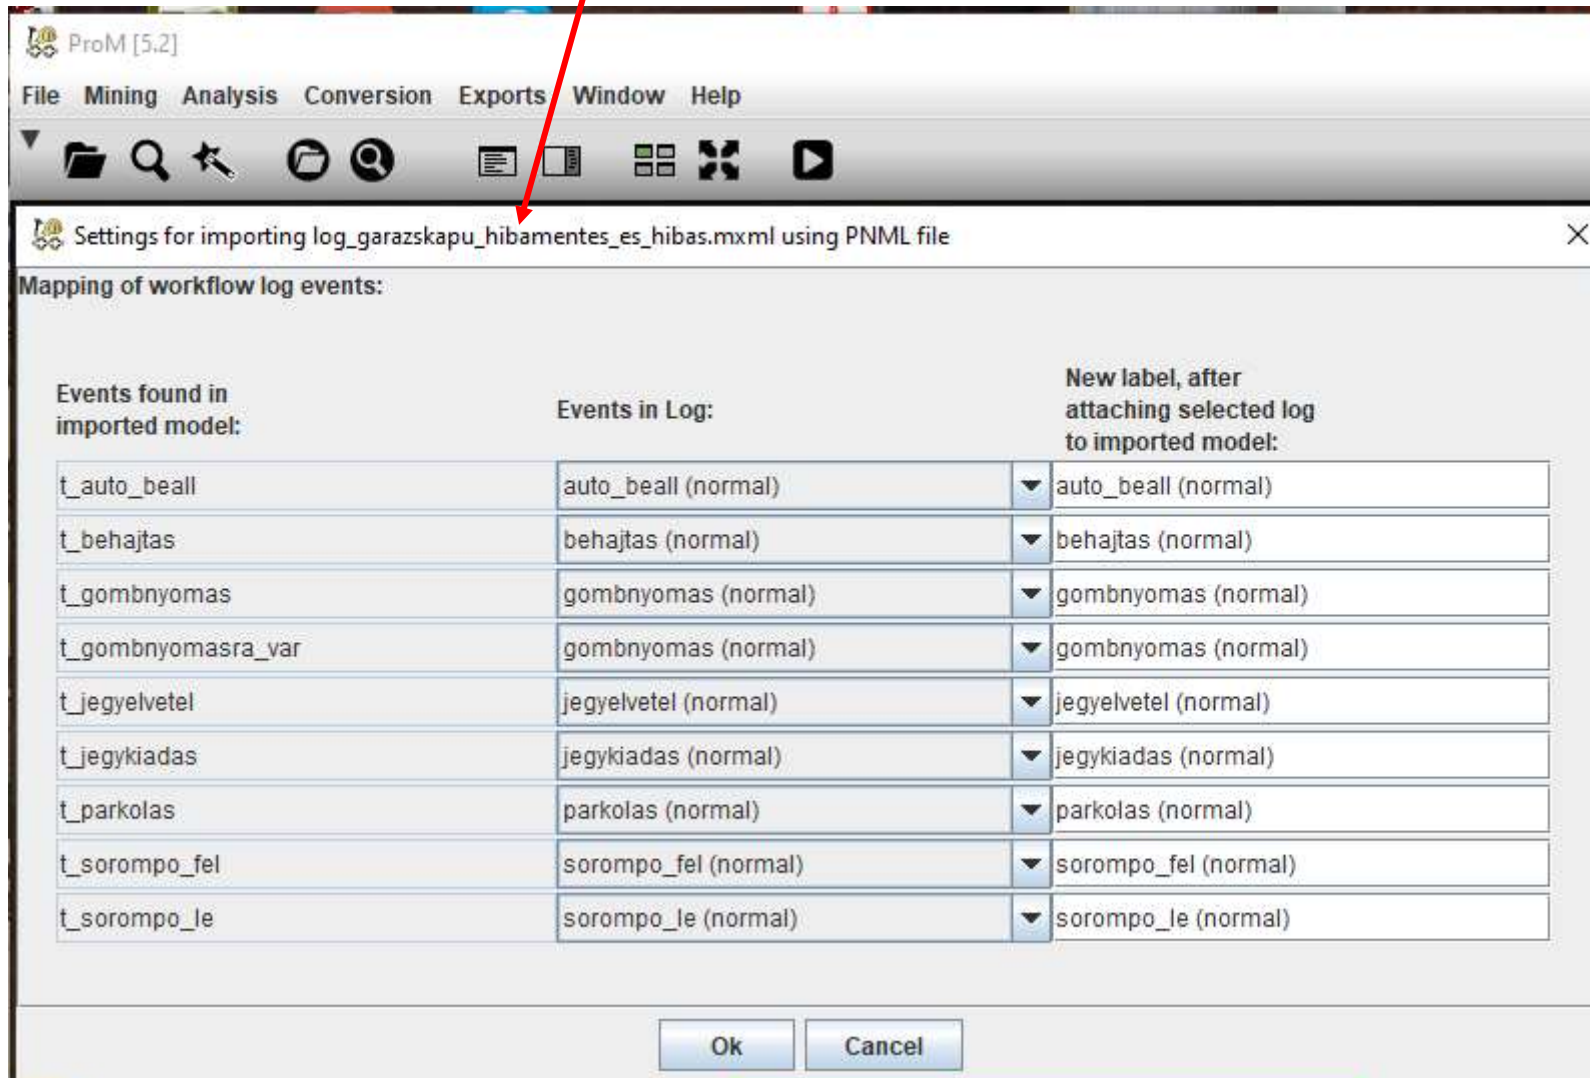 ProM [5.2]
File Mining Analysis Conversion Exports Window Help
Settings for importing log_garazskapu_hibamentes_es_hibas.mxml using PNML file
Mapping of workflow log events:
Events found in
imported model:
Events in Log:
New label, after
attaching selected log
to imported model:
t_auto_beall auto_beall (normal) auto_beall (normal)
t_behajtas behajtas (normal) behajtas (normal)
t_gombnyomas gombnyomas (normal) gombnyomas (normal)
t_gombnyomasra_var gombnyomas (normal) gombnyomas (normal)
t_jegyelvetel jegyelvetel (normal) jegyelvetel (normal)
t_jegykiadas jegykiadas (normal) jegykiadas (normal)
t_parkolas parkolas (normal) parkolas (normal)
t_sorompo_fel sorompo_fel (normal) sorompo_fel (normal)
t_sorompo_le sorompo_le (normal) sorompo_le (normal)
Ok Cancel